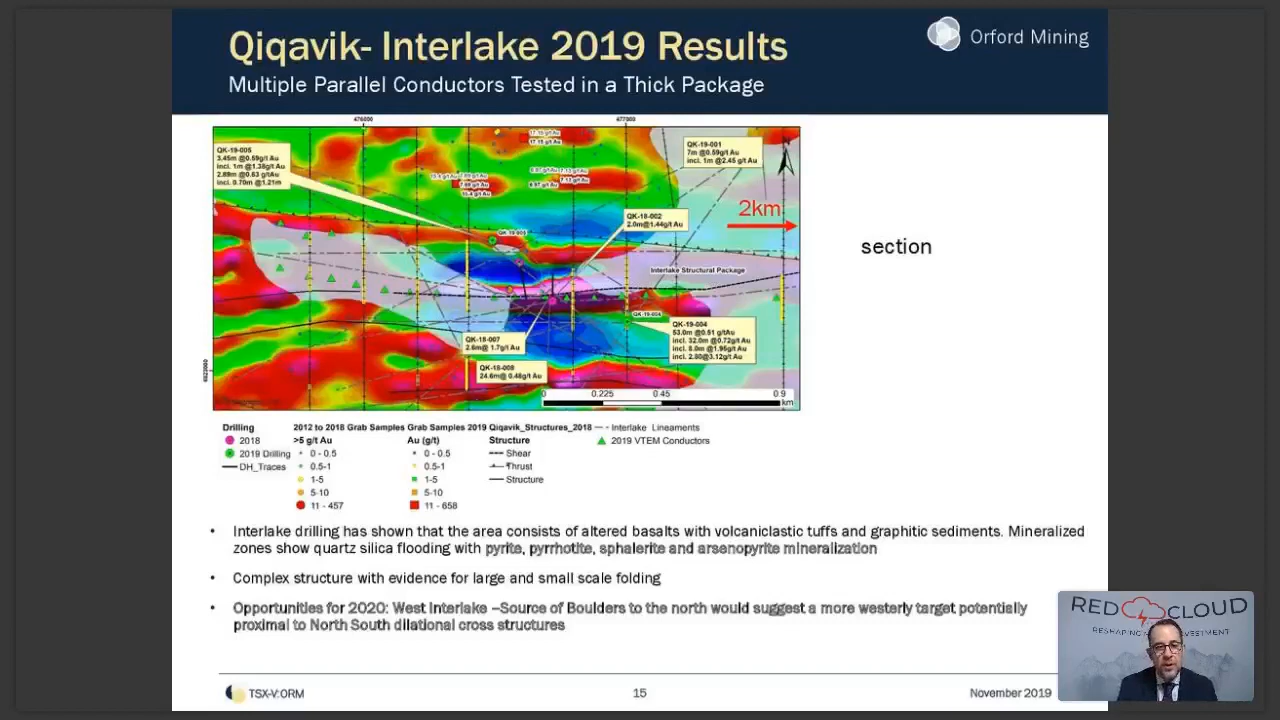 Qiqavik- Interlake 2019 Results
Orford Mining
Multiple Parallel Conductors Tested in a Thick Package
476000
477000
QK-19-005
3.45m @0.59g/t Au
incl. 1m @1.38g/t Au
2.89m @0.63 g/tAu
incl. 0.70m @1.21m
17.15 g/t Au
QK-19-001
7m @0.59g/t Au
incl. 1m @2.45 g/t Au
2km
QK-18-002
2.0m@1.44g/t Au
section
Interlake Structural Package
QK-19-004
53.0m @0.51 g/tAu
incl. 32.0m @0.72g/t Au
incl. 8.0m @1.95g/t Au
incl. 2.80@3.12g/t Au
QK-18-007
2.6m@ 1.7g/t Au
QK-18-008
24.6m@ 0.48g/t Au
0 0.225 0.45 0.9
km
Drilling
2018
2019 Drilling
DH_Traces
2012 to 2018 Grab Samples
>5 g/t Au
0 - 0.5
0.5-1
1-5
5-10
11 - 457
Grab Samples 2019
Au (g/t)
0 - 0.5
0.5-1
1-5
5-10
11 - 658
Qiqavik_Structures_2018
Structure
Shear
Thrust
Structure
Interlake Lineaments
2019 VTEM Conductors
• Interlake drilling has shown that the area consists of altered basalts with volcaniclastic tuffs and graphitic sediments. Mineralized
zones show quartz silica flooding with pyrite, pyrrhotite, sphalerite and arsenopyrite mineralization
• Complex structure with evidence for large and small scale folding
• Opportunities for 2020: West Interlake –Source of Boulders to the north would suggest a more westerly target potentially
proximal to North South dilational cross structures
TSX-V:ORM
15
November 2019
RED CLOUD